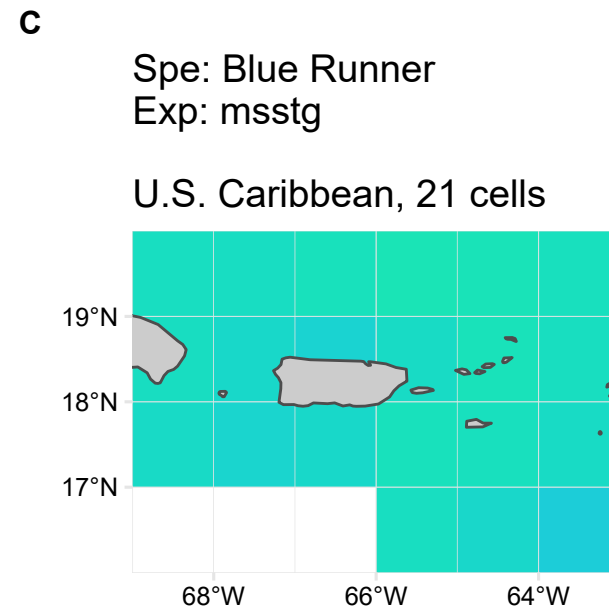 C
Spe: Blue Runner
Exp: msstg
U.S. Caribbean, 21 cells
19°N
18°N
17°N
68°W
66°W
64°W